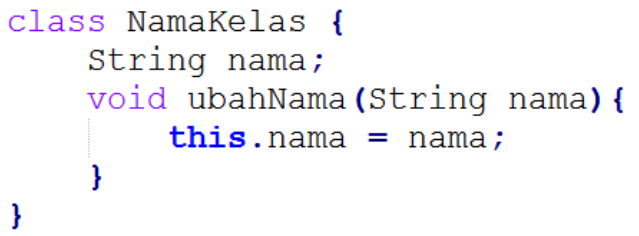 class NamaKelas {
    String nama;
    void ubahNama(String nama){
        this.nama = nama;
    }
}